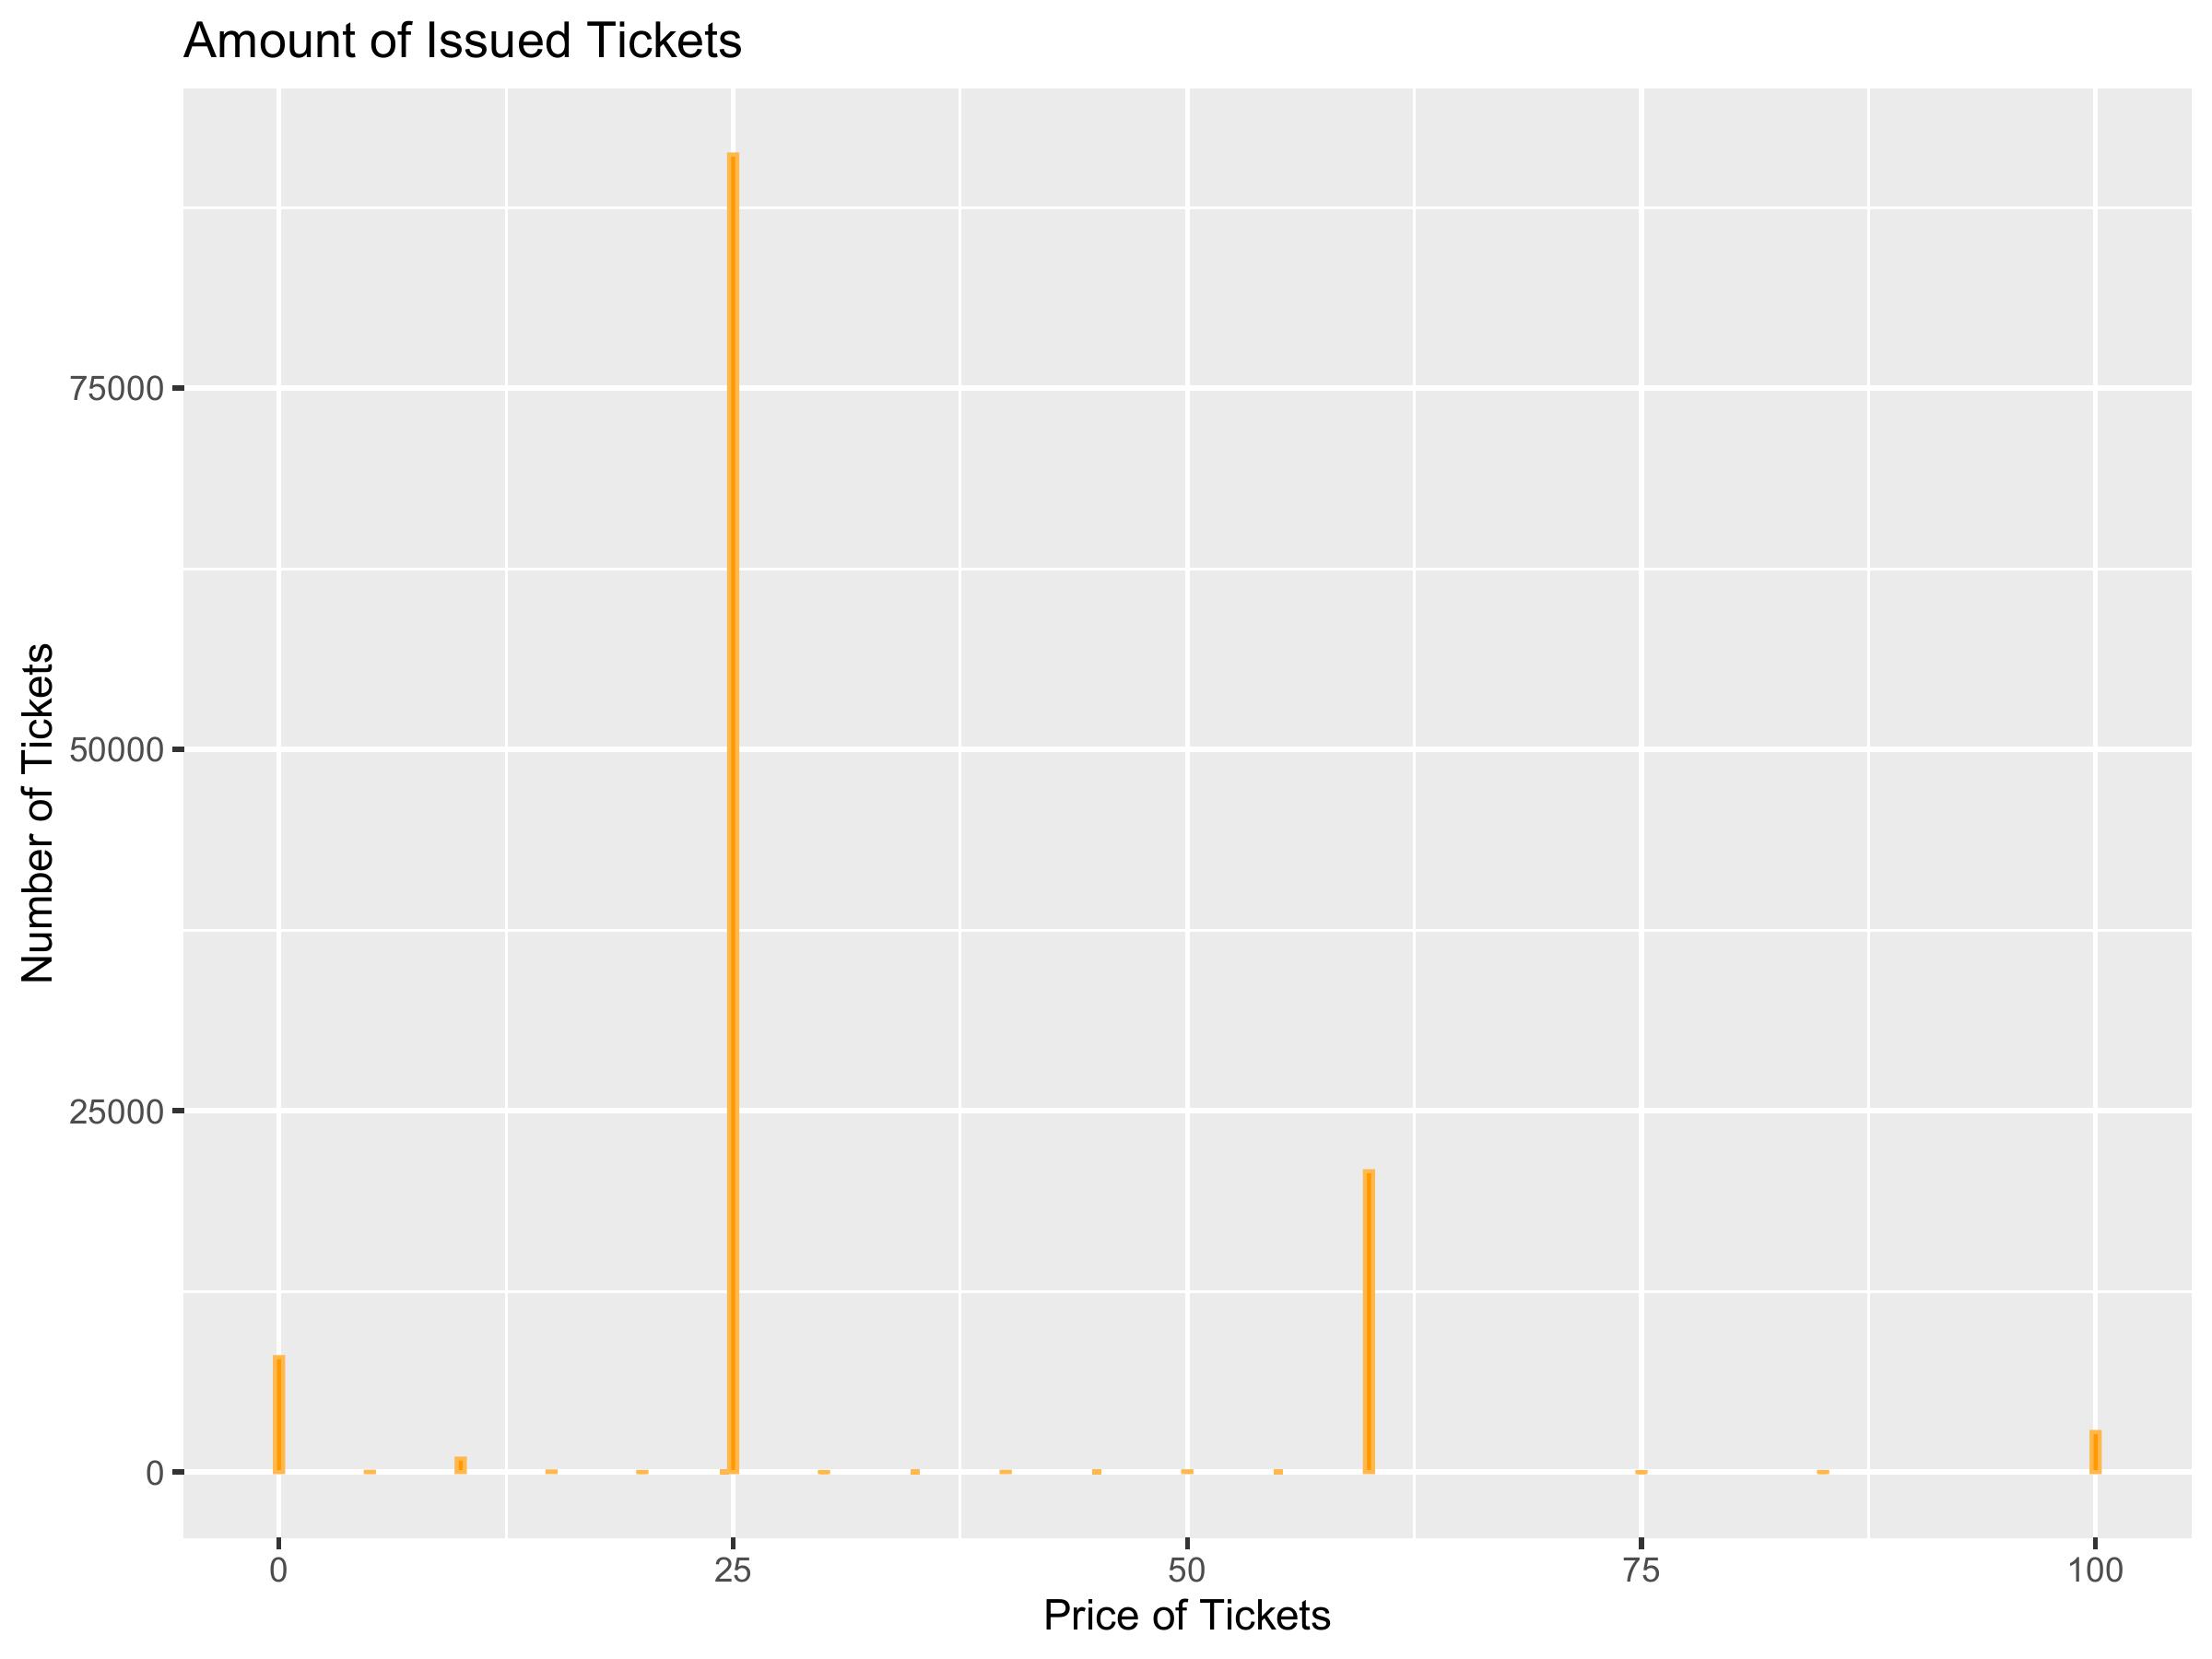 Amount of Issued Tickets
Number of Tickets
75000
50000
25000
0
0 25 50 75 100
Price of Tickets